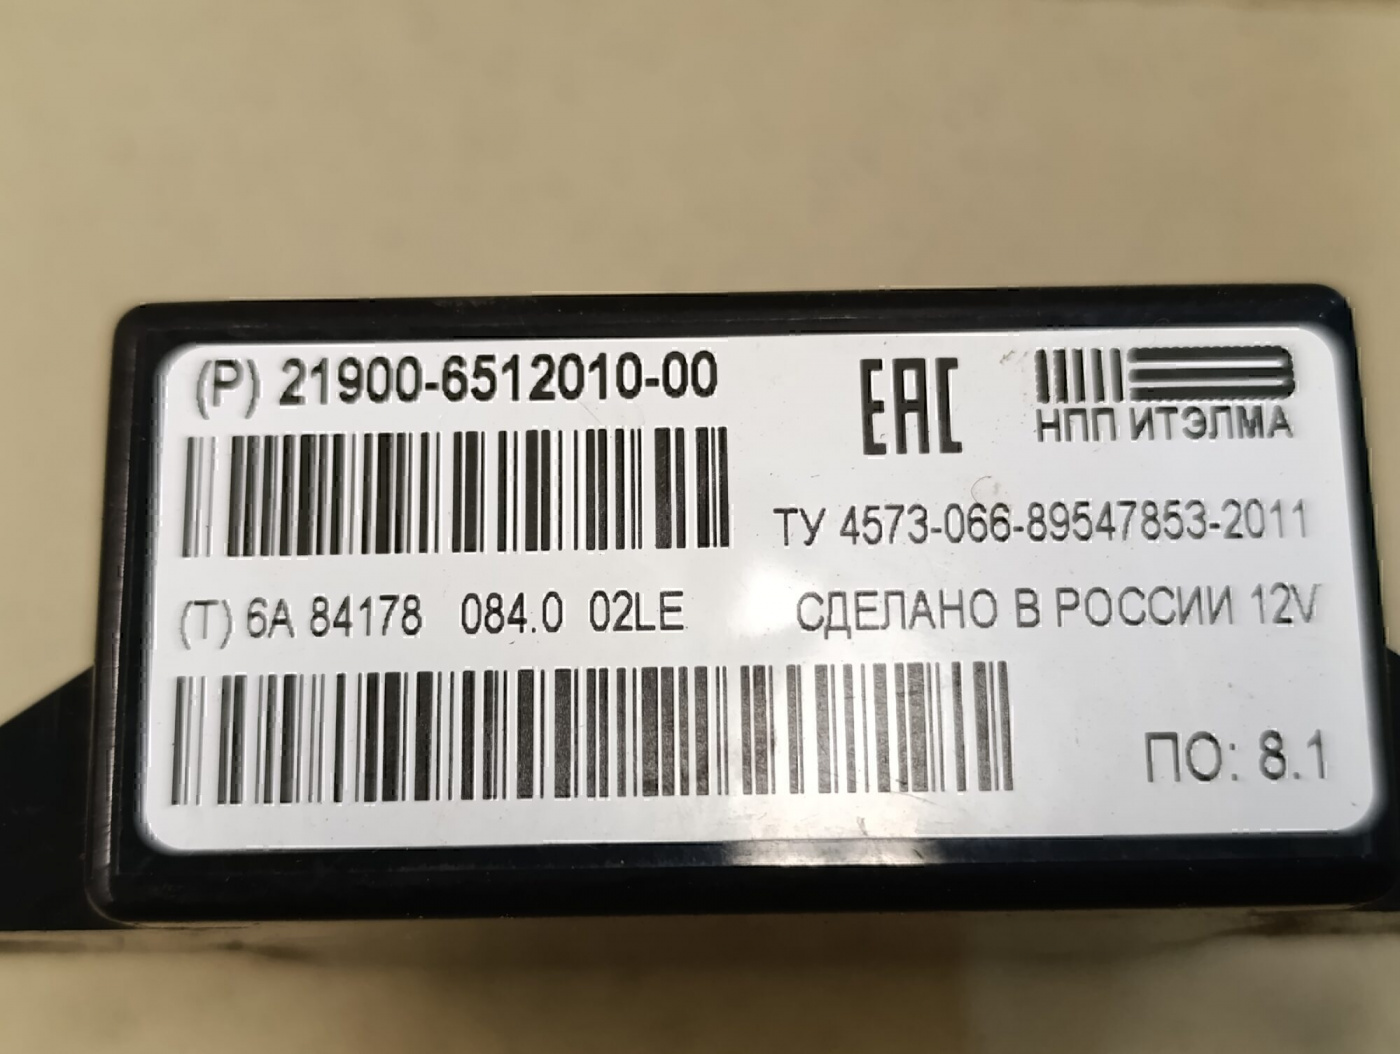 (P) 21900-6512010-00
EAC
НПП ИТЭЛМА
ТУ 4573-066-89547853-2011
(T) 6A 84178 084.0 02LE
СДЕЛАНО В РОССИИ 12V
ПО: 8.1